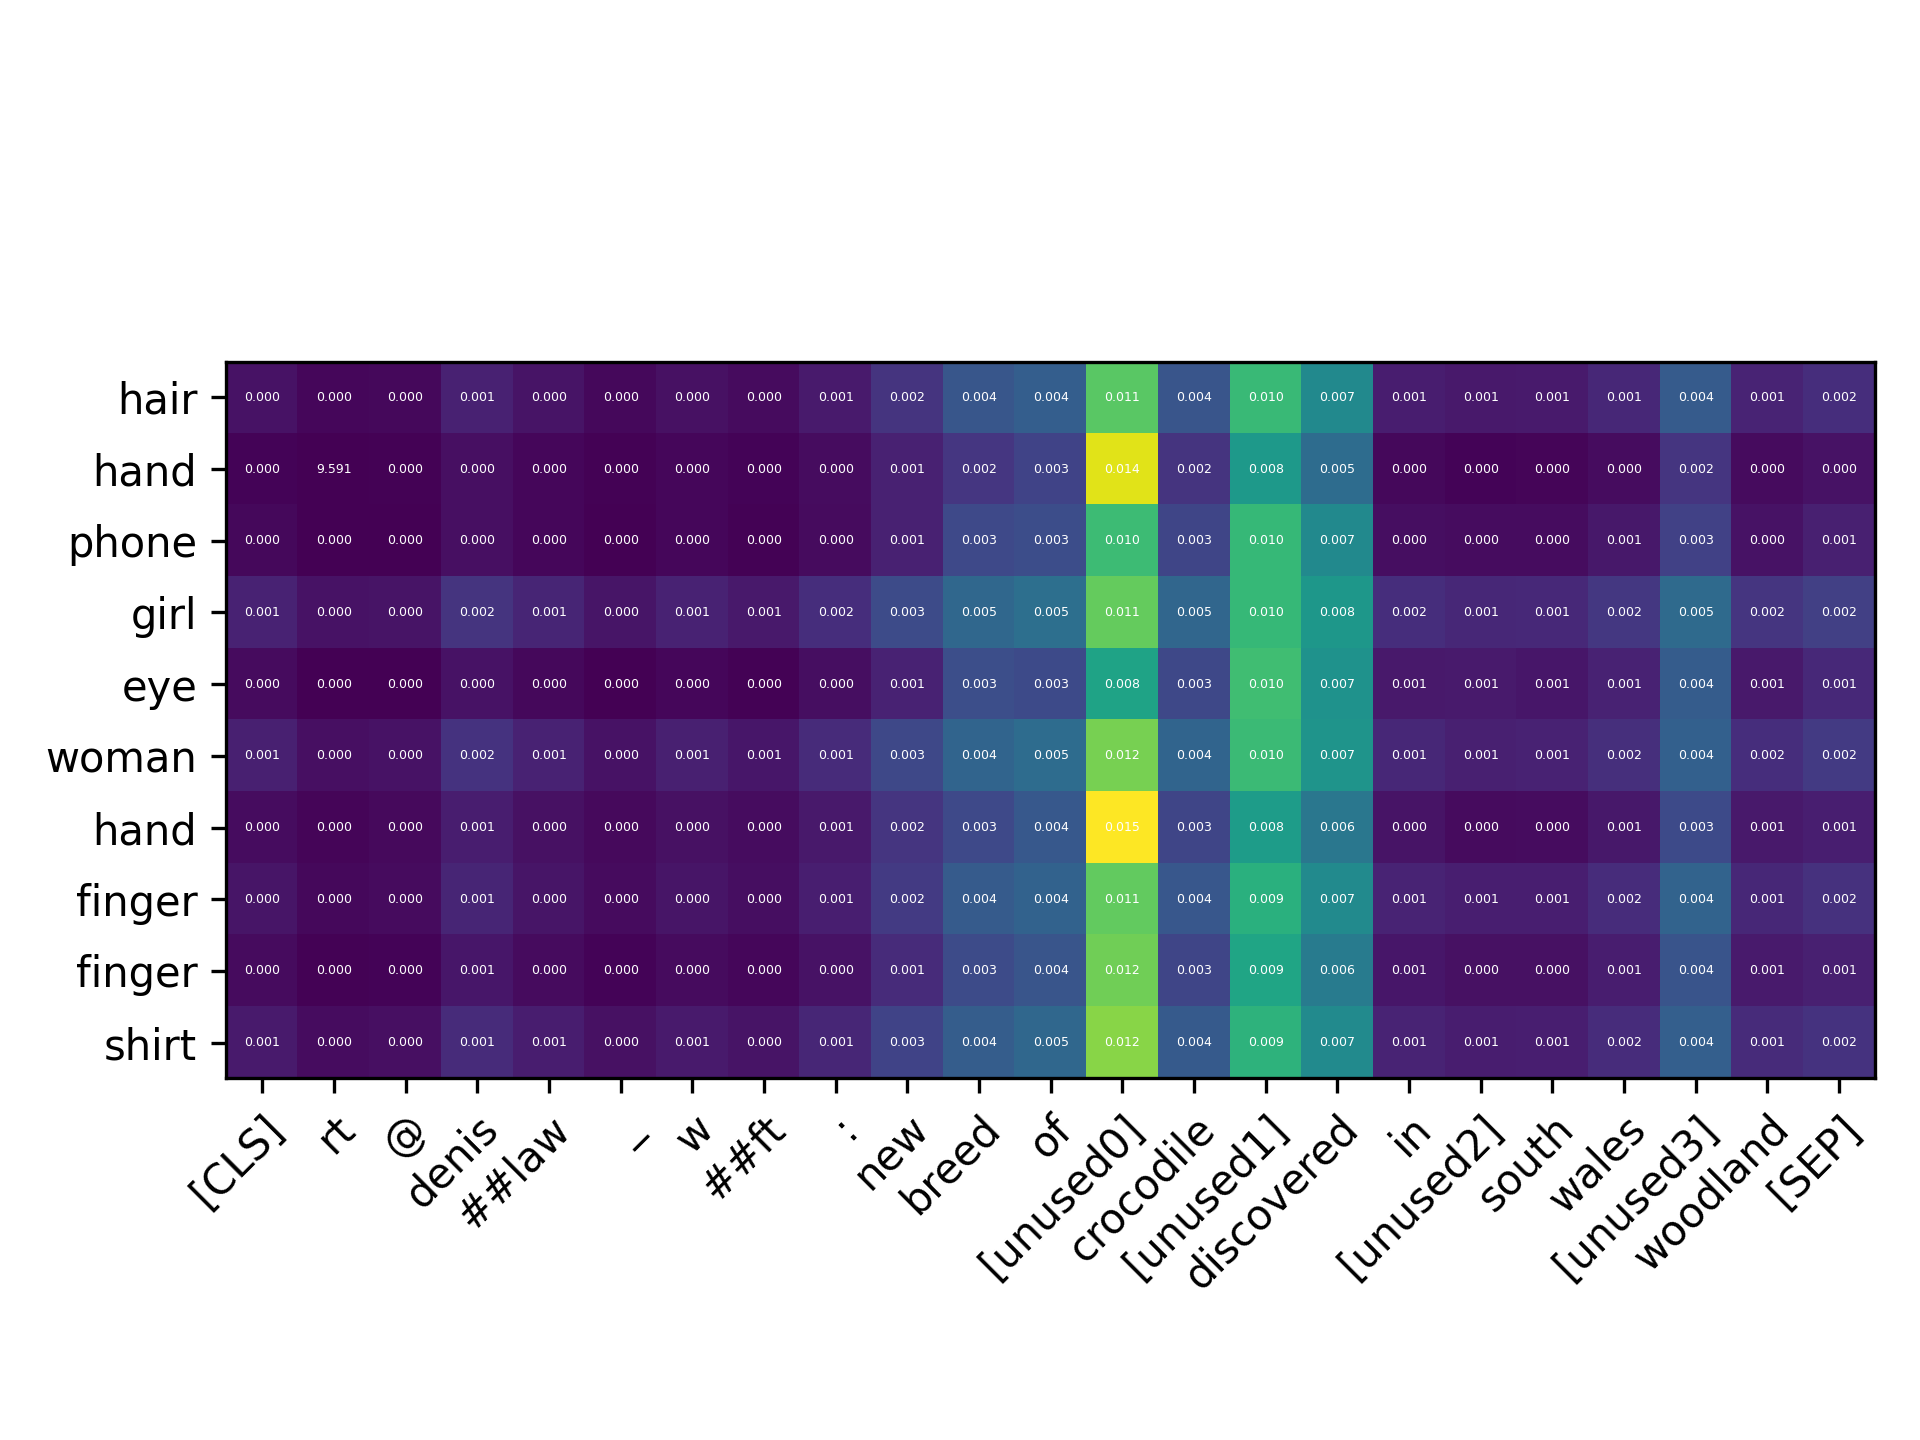 hair 0.000 0.000 0.000 0.001 0.000 0.000 0.000 0.000 0.001 0.002 0.004 0.004 0.011 0.004 0.010 0.007 0.001 0.001 0.001 0.001 0.004 0.001 0.002
hand 0.000 9.591 0.000 0.000 0.000 0.000 0.000 0.000 0.000 0.001 0.002 0.003 0.014 0.002 0.008 0.005 0.000 0.000 0.000 0.000 0.002 0.000 0.000
phone 0.000 0.000 0.000 0.000 0.000 0.000 0.000 0.000 0.000 0.001 0.003 0.003 0.010 0.003 0.010 0.007 0.000 0.000 0.000 0.001 0.003 0.000 0.001
girl 0.001 0.000 0.000 0.002 0.001 0.000 0.001 0.001 0.002 0.003 0.005 0.005 0.011 0.005 0.010 0.008 0.002 0.001 0.001 0.002 0.005 0.002 0.002
eye 0.000 0.000 0.000 0.000 0.000 0.000 0.000 0.000 0.000 0.001 0.003 0.003 0.008 0.003 0.010 0.007 0.001 0.001 0.001 0.001 0.004 0.001 0.001
woman 0.001 0.000 0.000 0.002 0.001 0.000 0.001 0.001 0.001 0.003 0.004 0.005 0.012 0.004 0.010 0.007 0.001 0.001 0.001 0.002 0.004 0.002 0.002
hand 0.000 0.000 0.000 0.001 0.000 0.000 0.000 0.000 0.001 0.002 0.003 0.004 0.015 0.003 0.008 0.006 0.000 0.000 0.000 0.001 0.003 0.001 0.001
finger 0.000 0.000 0.000 0.001 0.000 0.000 0.000 0.000 0.001 0.002 0.004 0.004 0.011 0.004 0.009 0.007 0.001 0.001 0.001 0.002 0.004 0.001 0.002
finger 0.000 0.000 0.000 0.001 0.000 0.000 0.000 0.000 0.000 0.001 0.003 0.004 0.012 0.003 0.009 0.006 0.001 0.000 0.000 0.001 0.004 0.001 0.001
shirt 0.001 0.000 0.000 0.001 0.001 0.000 0.001 0.000 0.001 0.003 0.004 0.005 0.012 0.004 0.009 0.007 0.001 0.001 0.001 0.002 0.004 0.001 0.002
[CLS] rt @ denis ##law _ w ##ft : new breed of [unused0] crocodile [unused1] discovered in [unused2] south wales [unused3] woodland [SEP]